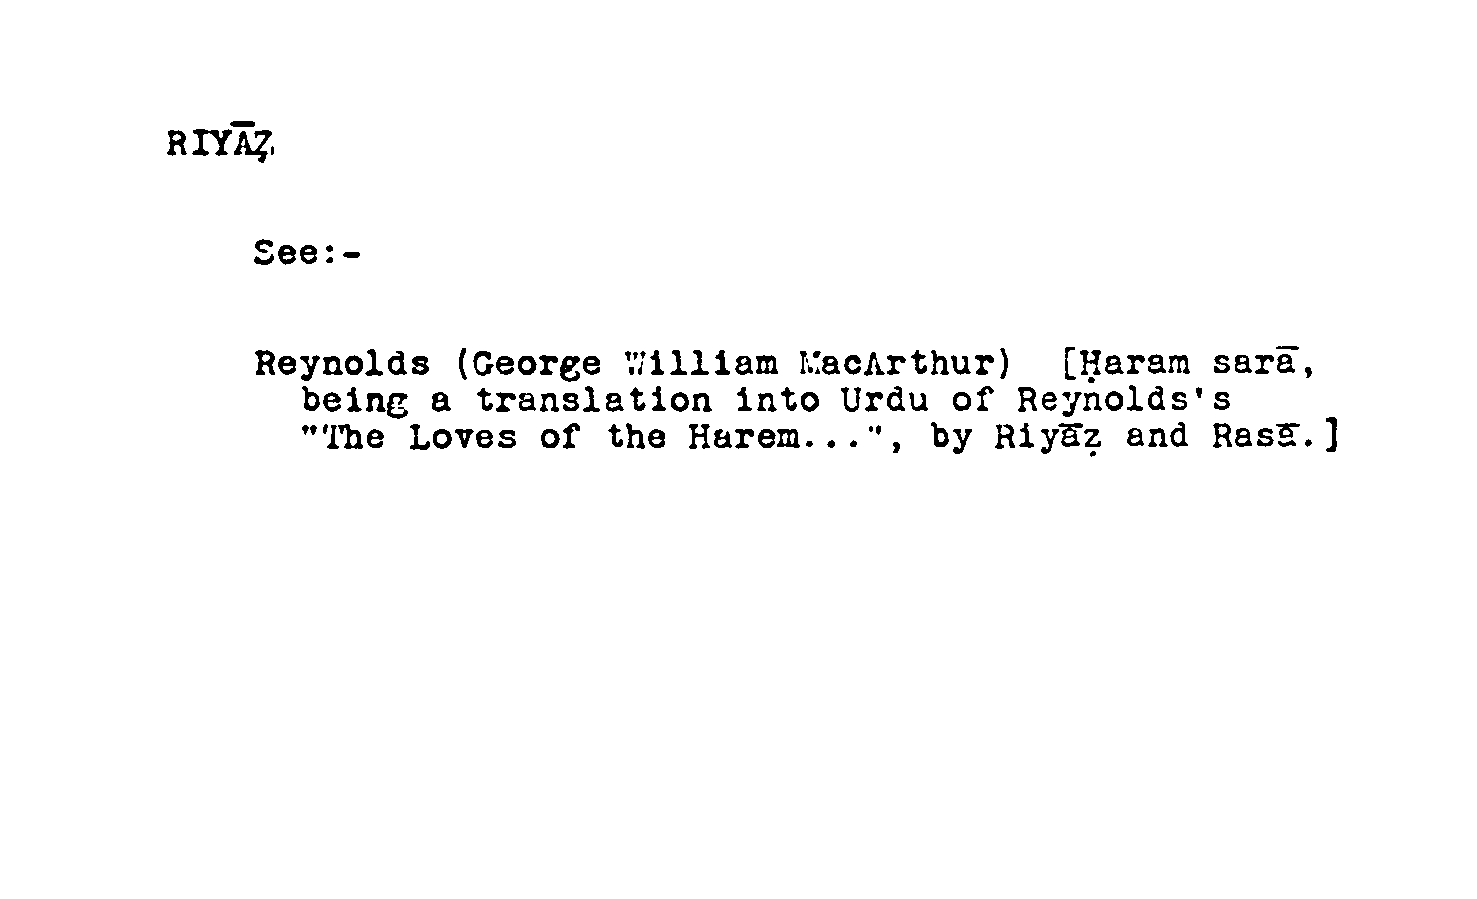 RIYĀẒ
See:-
Reynolds (George William MacArthur) [Ḥaram sarā,
being a translation into Urdu of Reynolds's
"The Loves of the Harem...", by Riyāẓ and Rasā.]